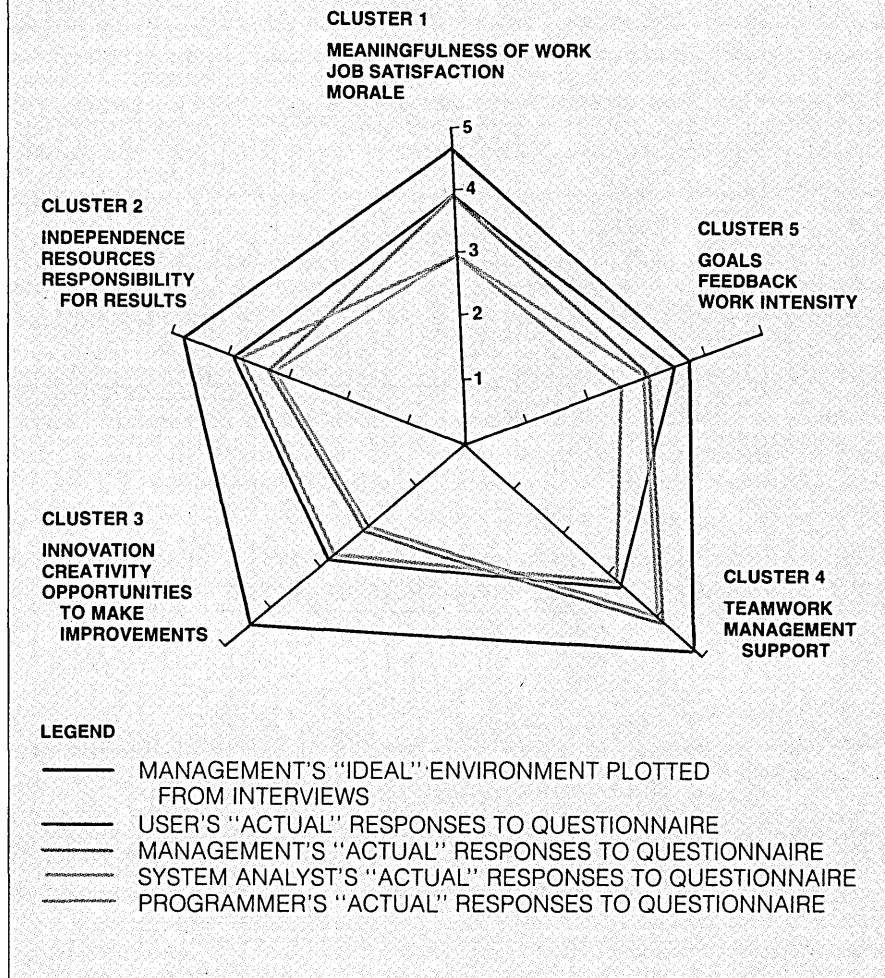 CLUSTER 1
MEANINGFULNESS OF WORK
JOB SATISFACTION
MORALE
5
4
3
2
1
CLUSTER 2
INDEPENDENCE
RESOURCES
RESPONSIBILITY
FOR RESULTS
CLUSTER 5
GOALS
FEEDBACK
WORK INTENSITY
CLUSTER 3
INNOVATION
CREATIVITY
OPPORTUNITIES
TO MAKE
IMPROVEMENTS
CLUSTER 4
TEAMWORK
MANAGEMENT
SUPPORT
LEGEND
MANAGEMENT'S "IDEAL" ENVIRONMENT PLOTTED
FROM INTERVIEWS
USER'S "ACTUAL" RESPONSES TO QUESTIONNAIRE
MANAGEMENT'S "ACTUAL" RESPONSES TO QUESTIONNAIRE
SYSTEM ANALYST'S "ACTUAL" RESPONSES TO QUESTIONNAIRE
PROGRAMMER'S "ACTUAL" RESPONSES TO QUESTIONNAIRE